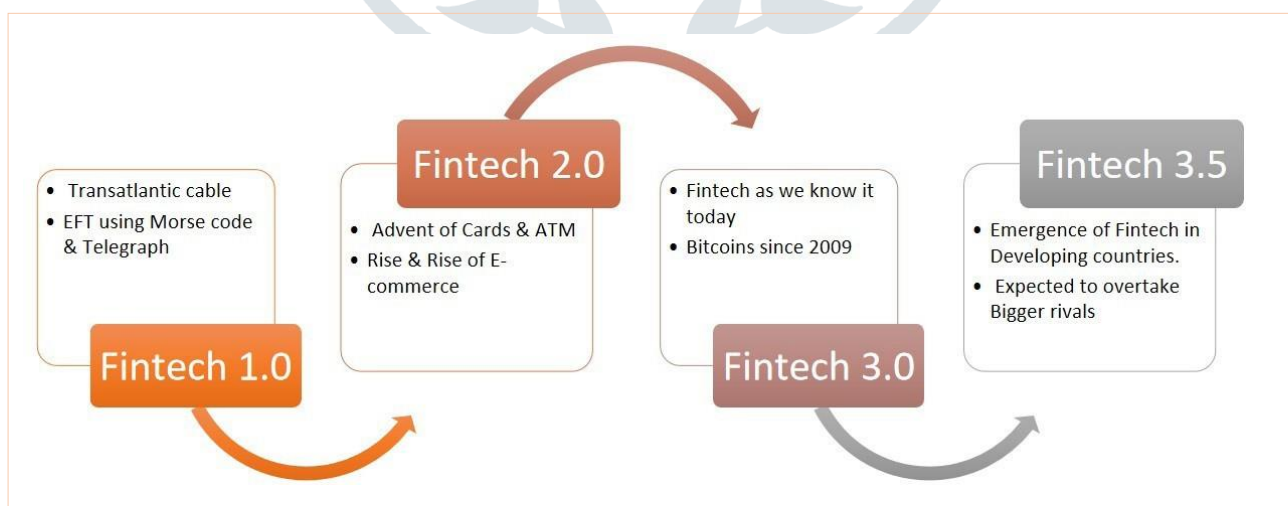 • Transatlantic cable
• EFT using Morse code
& Telegraph
Fintech 1.0
Fintech 2.0
• Advent of Cards & ATM
• Rise & Rise of E-
commerce
• Fintech as we know it
today
• Bitcoins since 2009
Fintech 3.0
Fintech 3.5
• Emergence of Fintech in
Developing countries.
• Expected to overtake
Bigger rivals